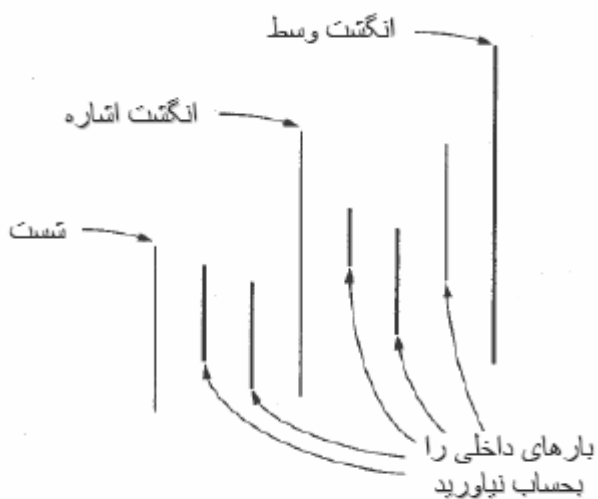 انگشت وسط
انگشت اشاره
شست
بارهای داخلی را
بحساب نیاورید